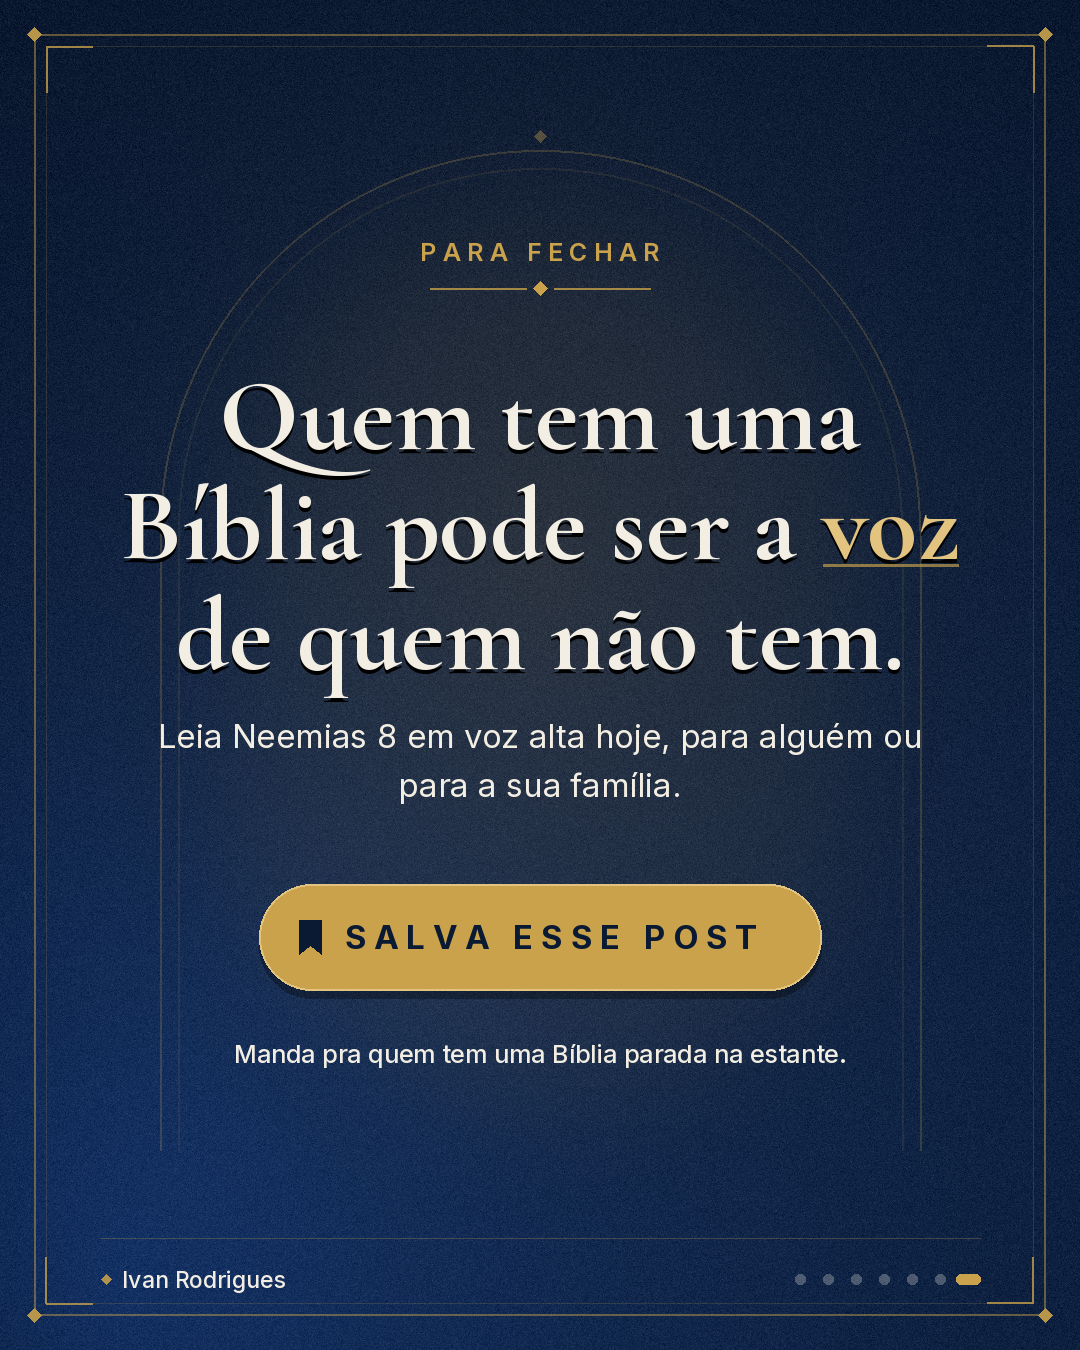 PARA FECHAR
Quem tem uma
Bíblia pode ser a voz
de quem não tem.
Leia Neemias 8 em voz alta hoje, para alguém ou
para a sua família.
SALVA ESSE POST
Manda pra quem tem uma Bíblia parada na estante.
Ivan Rodrigues